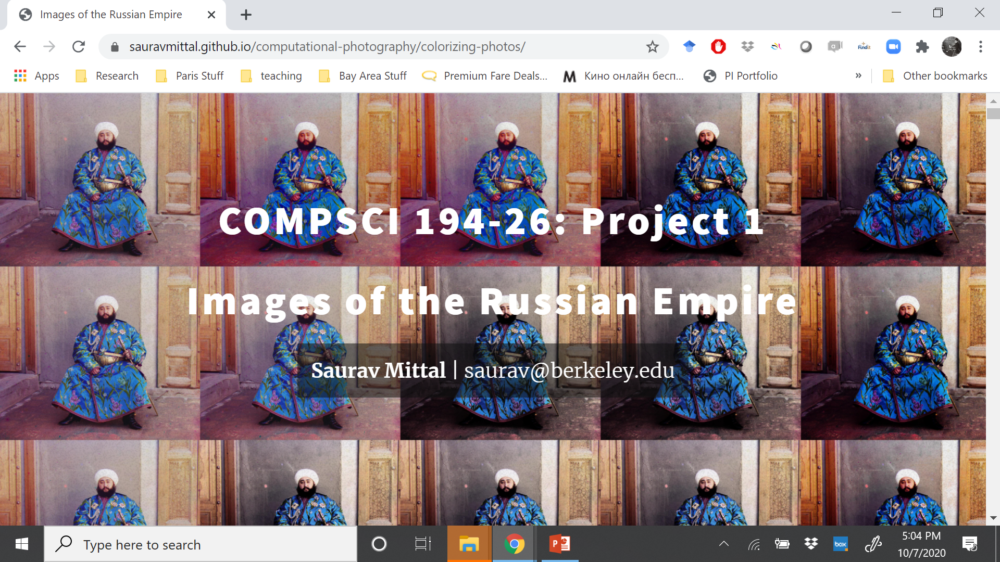 Images of the Russian Empire
sauravmittal.github.io/computational-photography/colorizing-photos/
Apps Research Paris Stuff teaching Bay Area Stuff Premium Fare Deals... Кино онлайн бесп... PI Portfolio » Other bookmarks
COMPSCI 194-26: Project 1
Images of the Russian Empire
Saurav Mittal | saurav@berkeley.edu
Type here to search
5:04 PM
10/7/2020